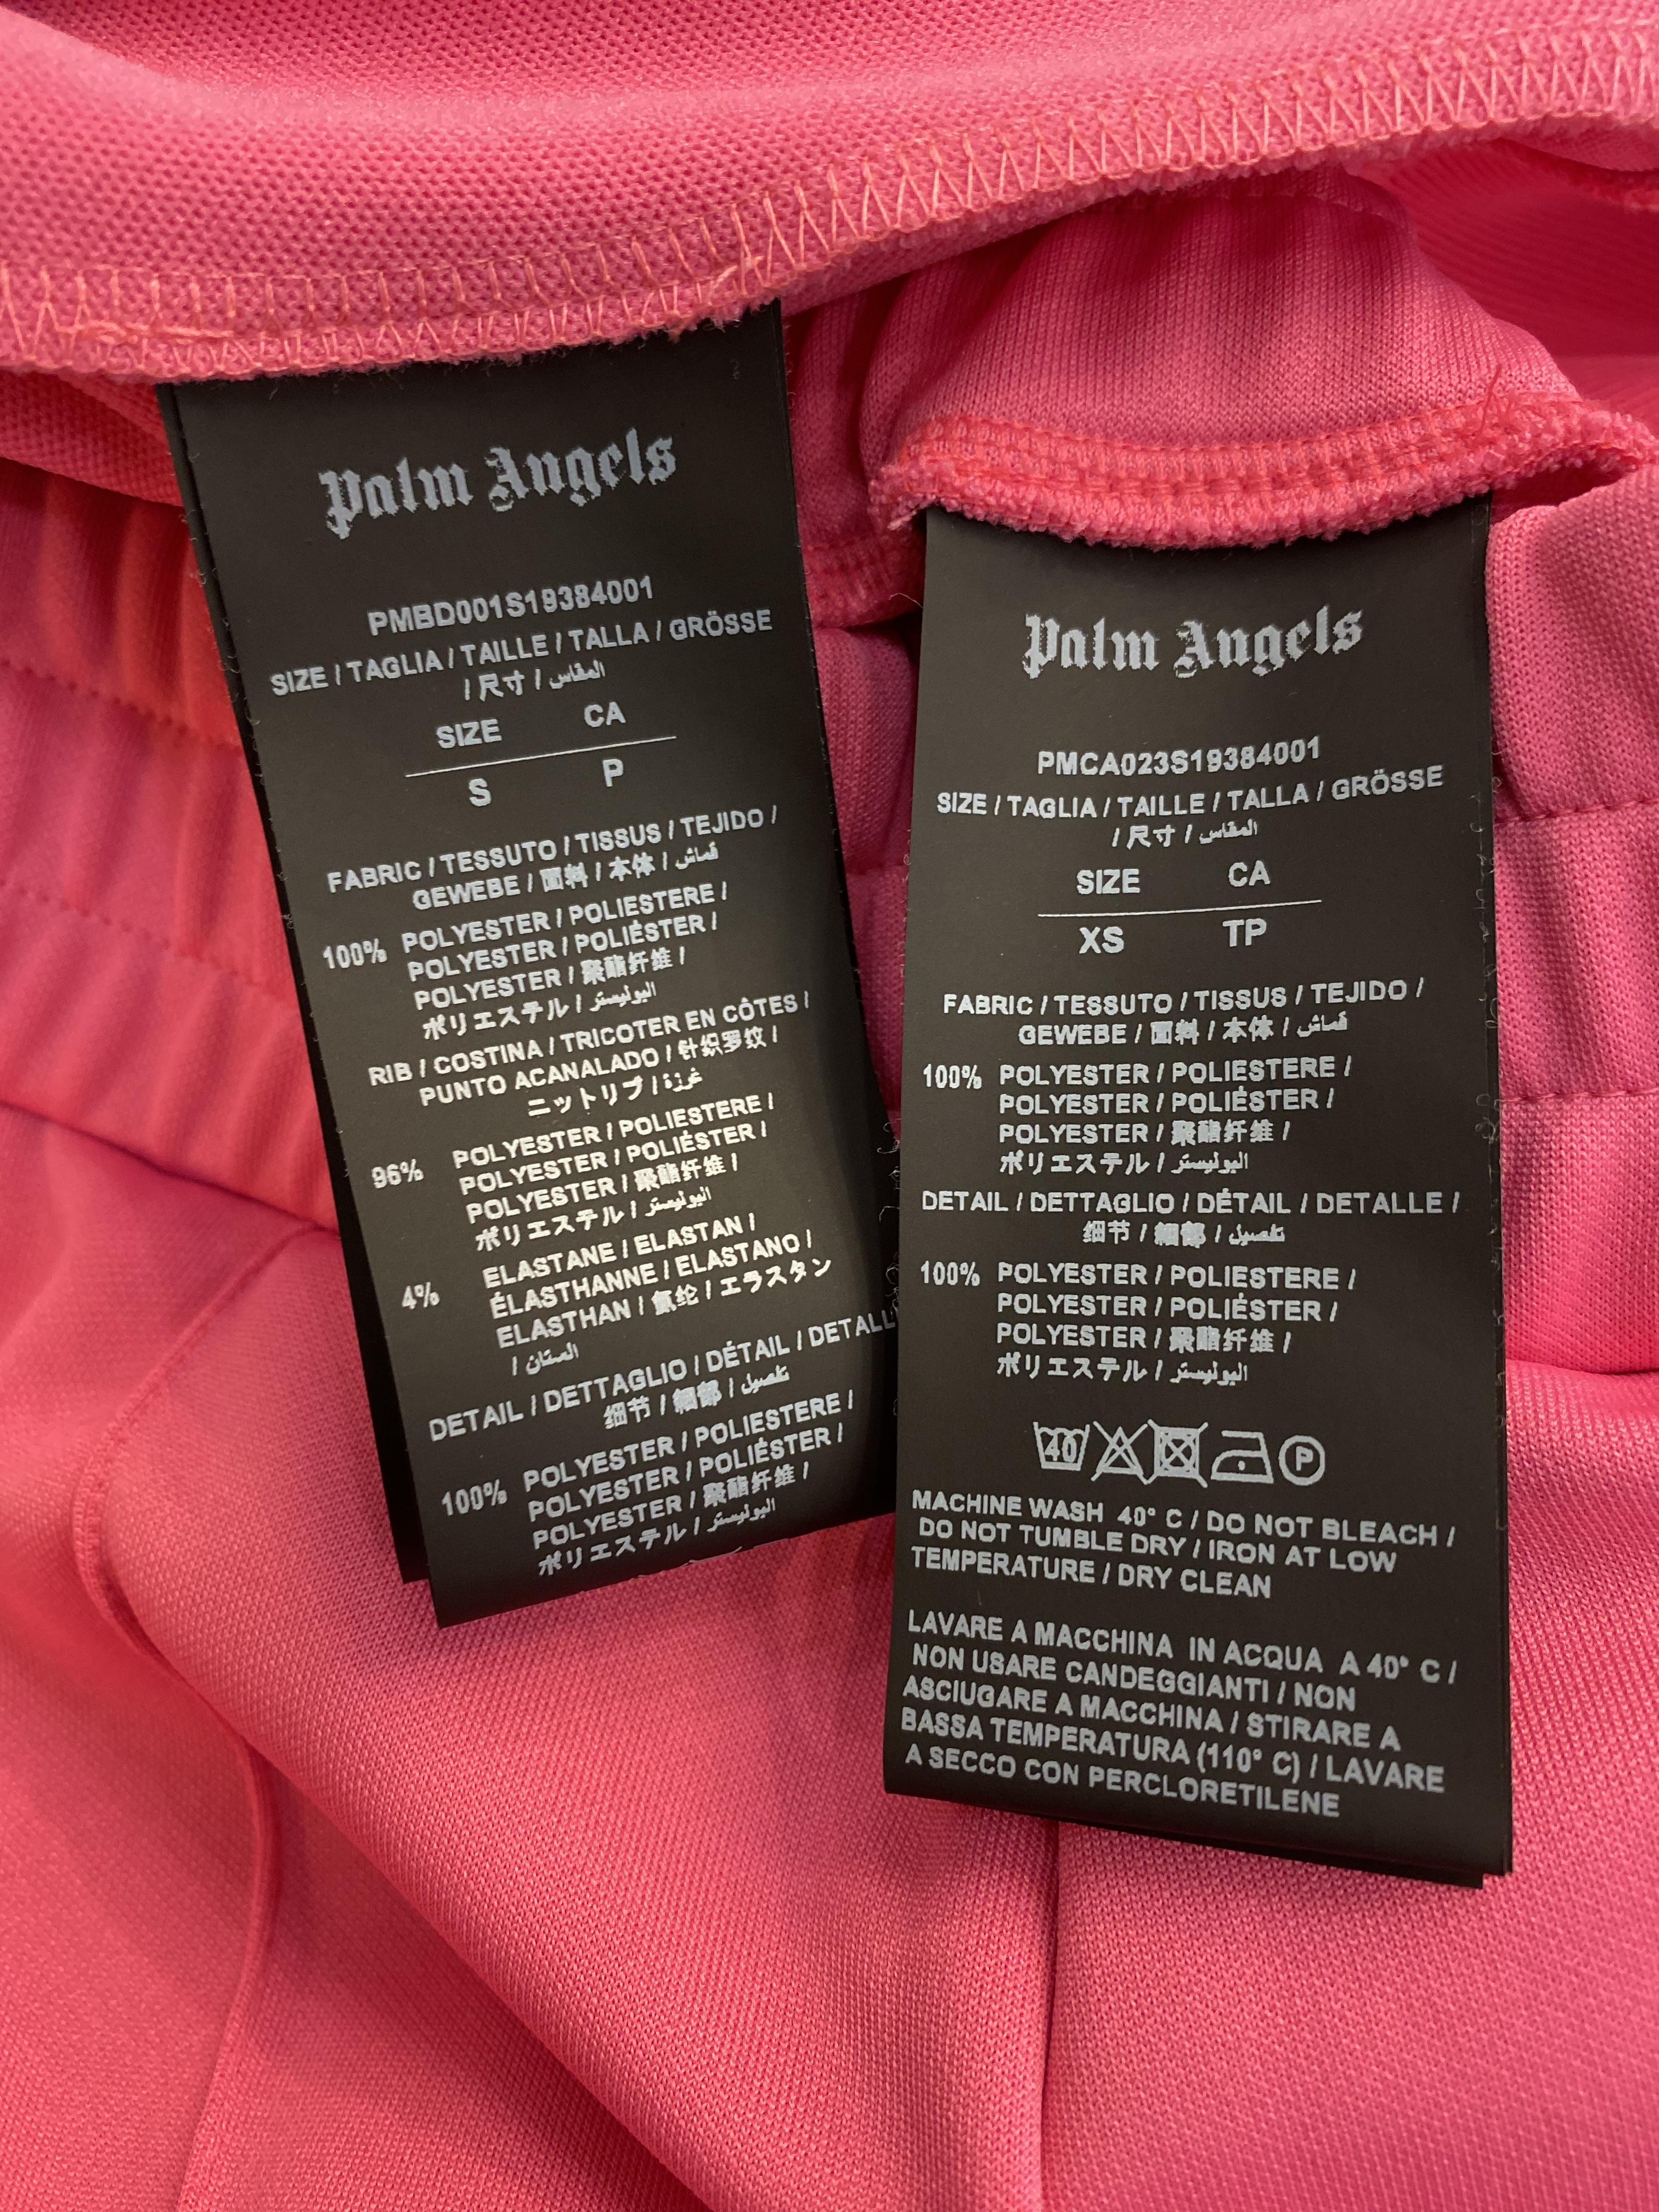 Palm Angels
PMBD001S19384001
SIZE / TAGLIA / TAILLE / TALLA / GRÖSSE
/ 尺寸 / المقاس
SIZE CA
S P
FABRIC / TESSUTO / TISSUS / TEJIDO /
GEWEBE / 面料 / 本体 / قماش
100% POLYESTER / POLIESTERE /
POLYESTER / POLIÉSTER /
POLYESTER / 聚酯纤维 /
ポリエステル / البوليستر
RIB / COSTINA / TRICOTER EN CÔTES /
PUNTO ACANALADO / 针织罗纹 /
ニットリブ / غرزة
96% POLYESTER / POLIESTERE /
POLYESTER / POLIÉSTER /
POLYESTER / 聚酯纤维 /
ポリエステル / البوليستر
4% ELASTANE / ELASTAN /
ÉLASTHANNE / ELASTANO /
ELASTHAN / 氨纶 / エラスタン
/ الستان
DETAIL / DETTAGLIO / DÉTAIL / DETALL
细节 / 細部 / تفصيل
100% POLYESTER / POLIESTERE /
POLYESTER / POLIÉSTER /
POLYESTER / 聚酯纤维 /
ポリエステル / البوليستر
Palm Angels
PMCA023S19384001
SIZE / TAGLIA / TAILLE / TALLA / GRÖSSE
/ 尺寸 / المقاس
SIZE CA
XS TP
FABRIC / TESSUTO / TISSUS / TEJIDO /
GEWEBE / 面料 / 本体 / قماش
100% POLYESTER / POLIESTERE /
POLYESTER / POLIÉSTER /
POLYESTER / 聚酯纤维 /
ポリエステル / البوليستر
DETAIL / DETTAGLIO / DÉTAIL / DETALLE /
细节 / 細部 / تفصيل
100% POLYESTER / POLIESTERE /
POLYESTER / POLIÉSTER /
POLYESTER / 聚酯纤维 /
ポリエステル / البوليستر
40 P
MACHINE WASH 40° C / DO NOT BLEACH /
DO NOT TUMBLE DRY / IRON AT LOW
TEMPERATURE / DRY CLEAN
LAVARE A MACCHINA IN ACQUA A 40° C /
NON USARE CANDEGGIANTI / NON
ASCIUGARE A MACCHINA / STIRARE A
BASSA TEMPERATURA (110° C) / LAVARE
A SECCO CON PERCLORETILENE